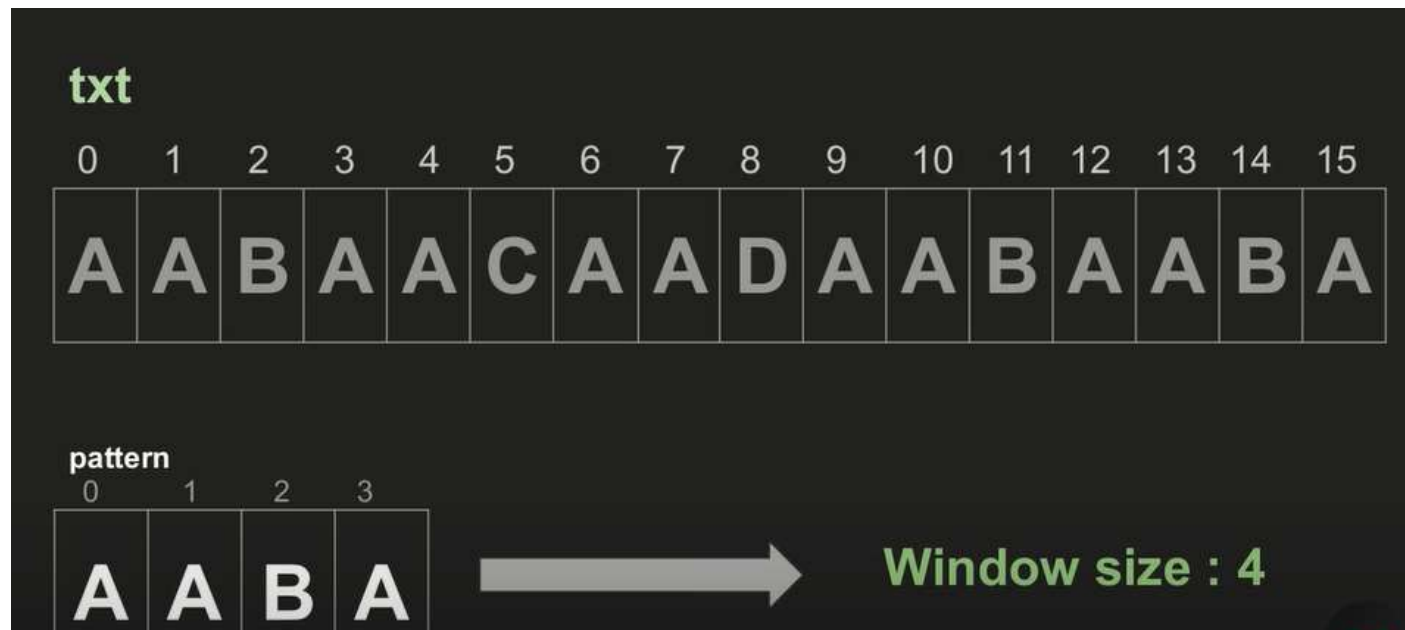 txt
0 1 2 3 4 5 6 7 8 9 10 11 12 13 14 15
A A B A A C A A D A A B A A B A
pattern
0 1 2 3
A A B A
Window size : 4